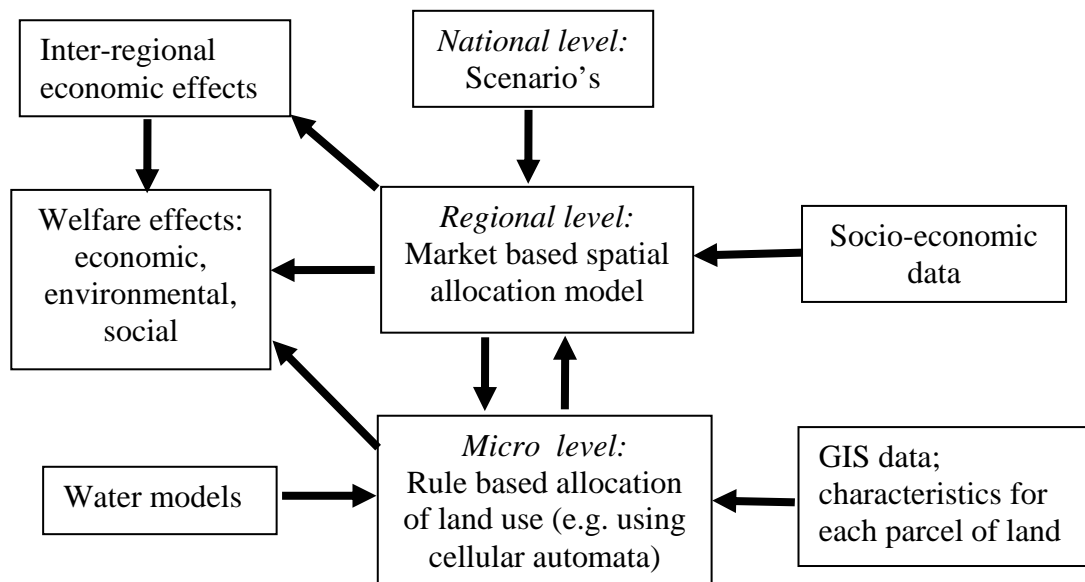 Inter-regional
economic effects
National level:
Scenario’s
Welfare effects:
economic,
environmental,
social
Regional level:
Market based spatial
allocation model
Socio-economic
data
Water models
Micro level:
Rule based allocation
of land use (e.g. using
cellular automata)
GIS data;
characteristics for
each parcel of land